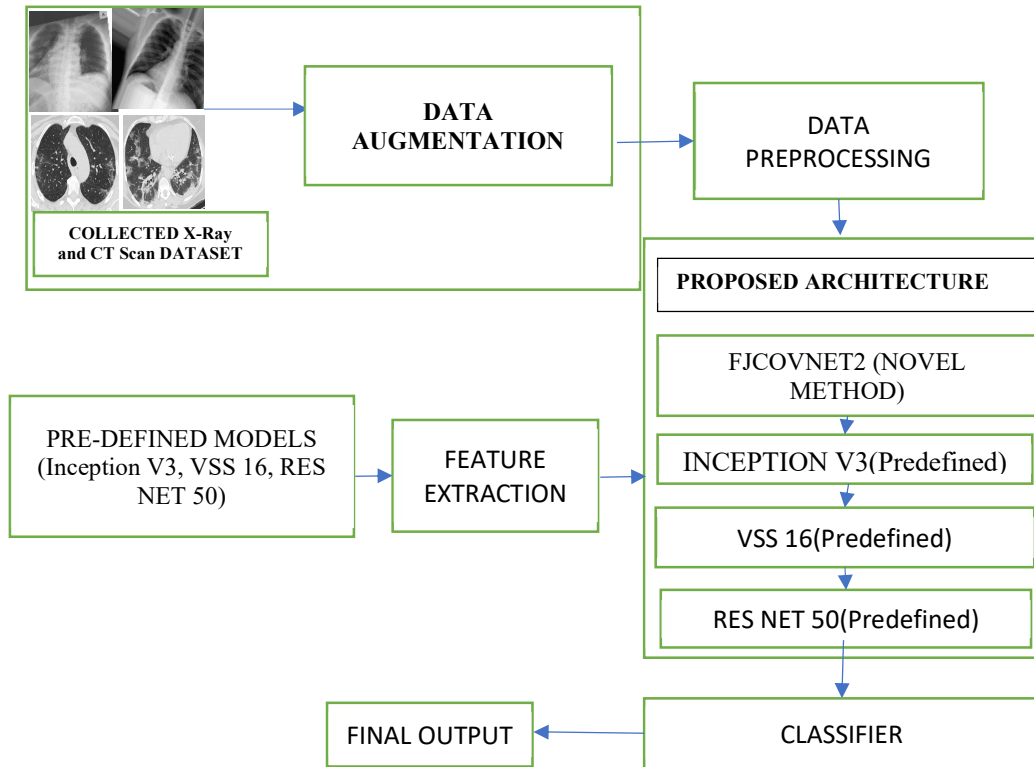 COLLECTED X-Ray
and CT Scan DATASET
DATA
AUGMENTATION
DATA
PREPROCESSING
PROPOSED ARCHITECTURE
FJCOVNET2 (NOVEL
METHOD)
INCEPTION V3(Predefined)
VSS 16(Predefined)
RES NET 50(Predefined)
PRE-DEFINED MODELS
(Inception V3, VSS 16, RES
NET 50)
FEATURE
EXTRACTION
CLASSIFIER
FINAL OUTPUT